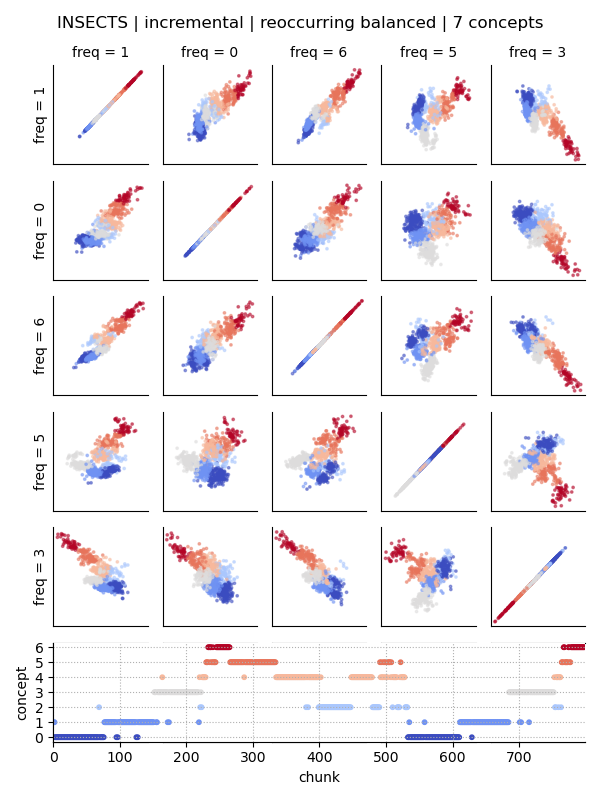 INSECTS | incremental | reoccurring balanced | 7 concepts
freq = 1 freq = 0 freq = 6 freq = 5 freq = 3
freq = 1
freq = 0
freq = 6
freq = 5
freq = 3
6
5
4
3
2
1
0
concept
0 100 200 300 400 500 600 700
chunk